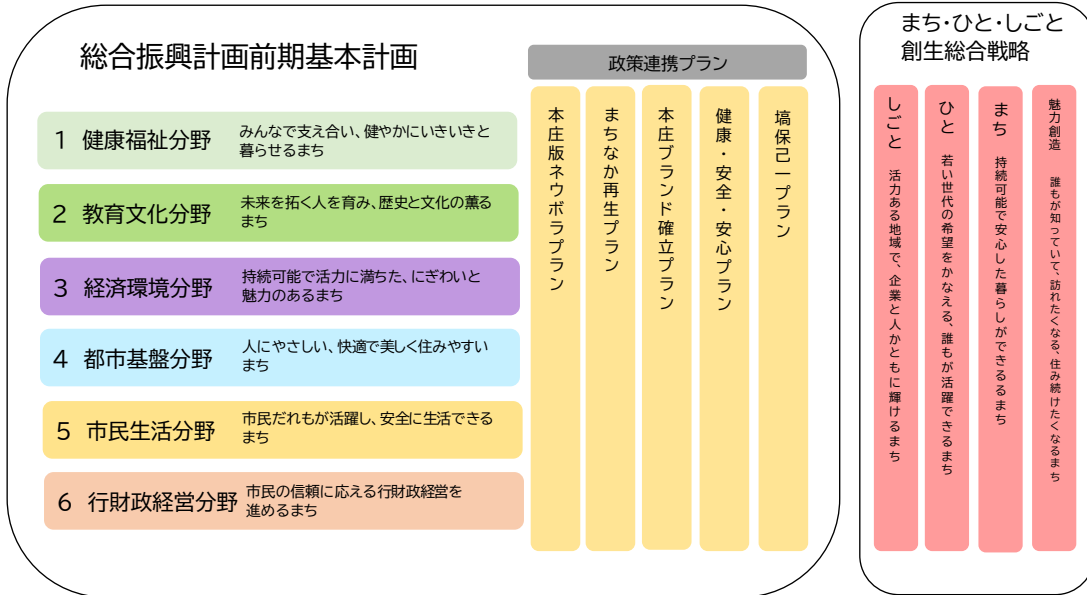 総合振興計画前期基本計画
1 健康福祉分野
みんなで支え合い、健やかにいきいきと
暮らせるまち
2 教育文化分野
未来を拓く人を育み、歴史と文化の薫る
まち
3 経済環境分野
持続可能で活力に満ちた、にぎわいと
魅力のあるまち
4 都市基盤分野
人にやさしい、快適で美しく住みやすい
まち
5 市民生活分野
市民だれもが活躍し、安全に生活できる
まち
6 行財政経営分野
市民の信頼に応える行財政経営を
進めるまち
政策連携プラン
本庄版ネウボラプラン
まちなか再生プラン
本庄ブランド確立プラン
健康・安全・安心プラン
塙保己一プラン
まち・ひと・しごと
創生総合戦略
しごと 活力ある地域で、企業と人かともに輝けるまち
ひと 若い世代の希望をかなえる、誰もが活躍できるまち
まち 持続可能で安心した暮らしができるるまち
魅力創造 誰もが知っていて、訪れたくなる、住み続けたくなるまち